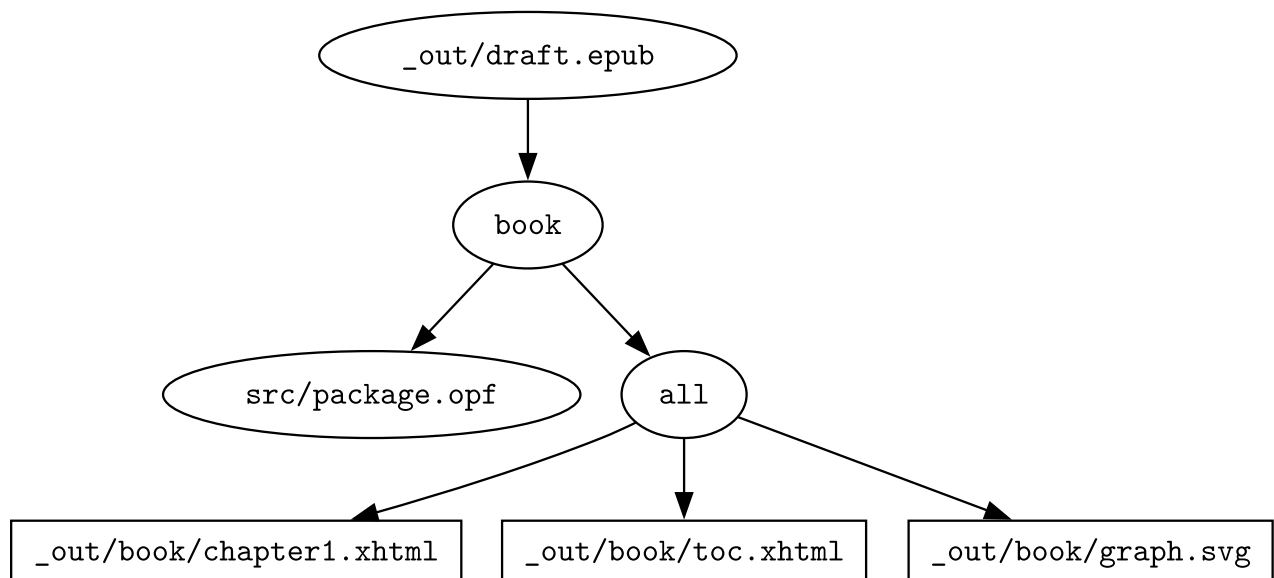 _out/draft.epub
book
src/package.opf
all
_out/book/chapter1.xhtml
_out/book/toc.xhtml
_out/book/graph.svg